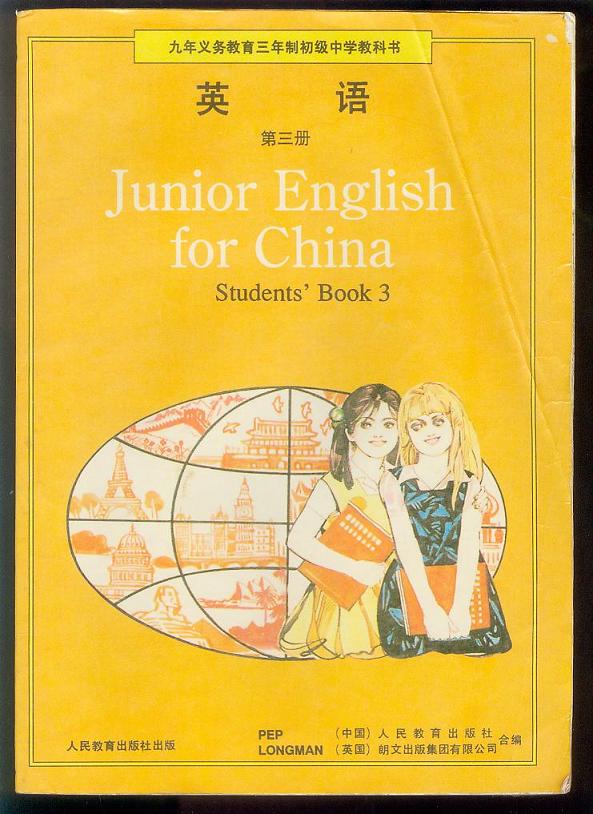 九年义务教育三年制初级中学教科书
英 语
第三册
Junior English
for China
Students' Book 3
人民教育出版社出版
PEP (中国) 人民教育出版社
LONGMAN (英国) 朗文出版集团有限公司
合编